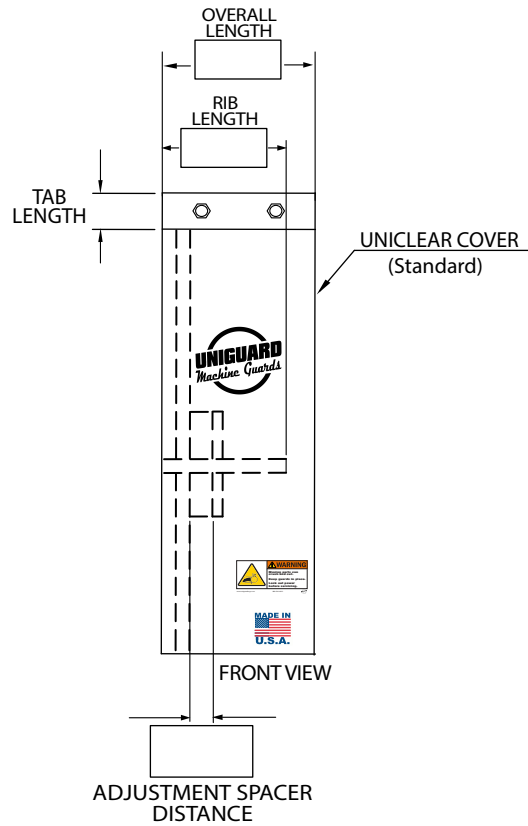 OVERALL
LENGTH
RIB
LENGTH
TAB
LENGTH
UNICLEAR COVER
(Standard)
UNIGUARD
Machine Guards
WARNING
MADE IN
U.S.A.
FRONT VIEW
ADJUSTMENT SPACER
DISTANCE